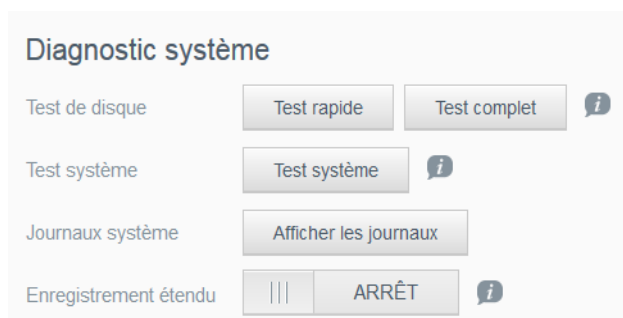 Diagnostic système
Test de disque Test rapide Test complet i
Test système Test système i
Journaux système Afficher les journaux
Enregistrement étendu ARRÊT i